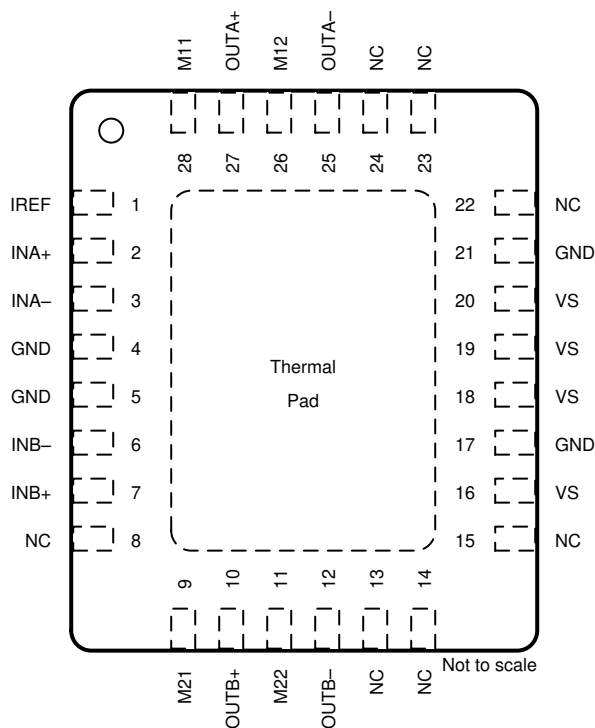 M11
OUTA+
M12
OUTA–
NC
NC
28
27
26
25
24
23
IREF 1
INA+ 2
INA– 3
GND 4
GND 5
INB– 6
INB+ 7
NC 8
Thermal
Pad
22 NC
21 GND
20 VS
19 VS
18 VS
17 GND
16 VS
15 NC
9
10
11
12
13
14
M21
OUTB+
M22
OUTB–
NC
NC
Not to scale